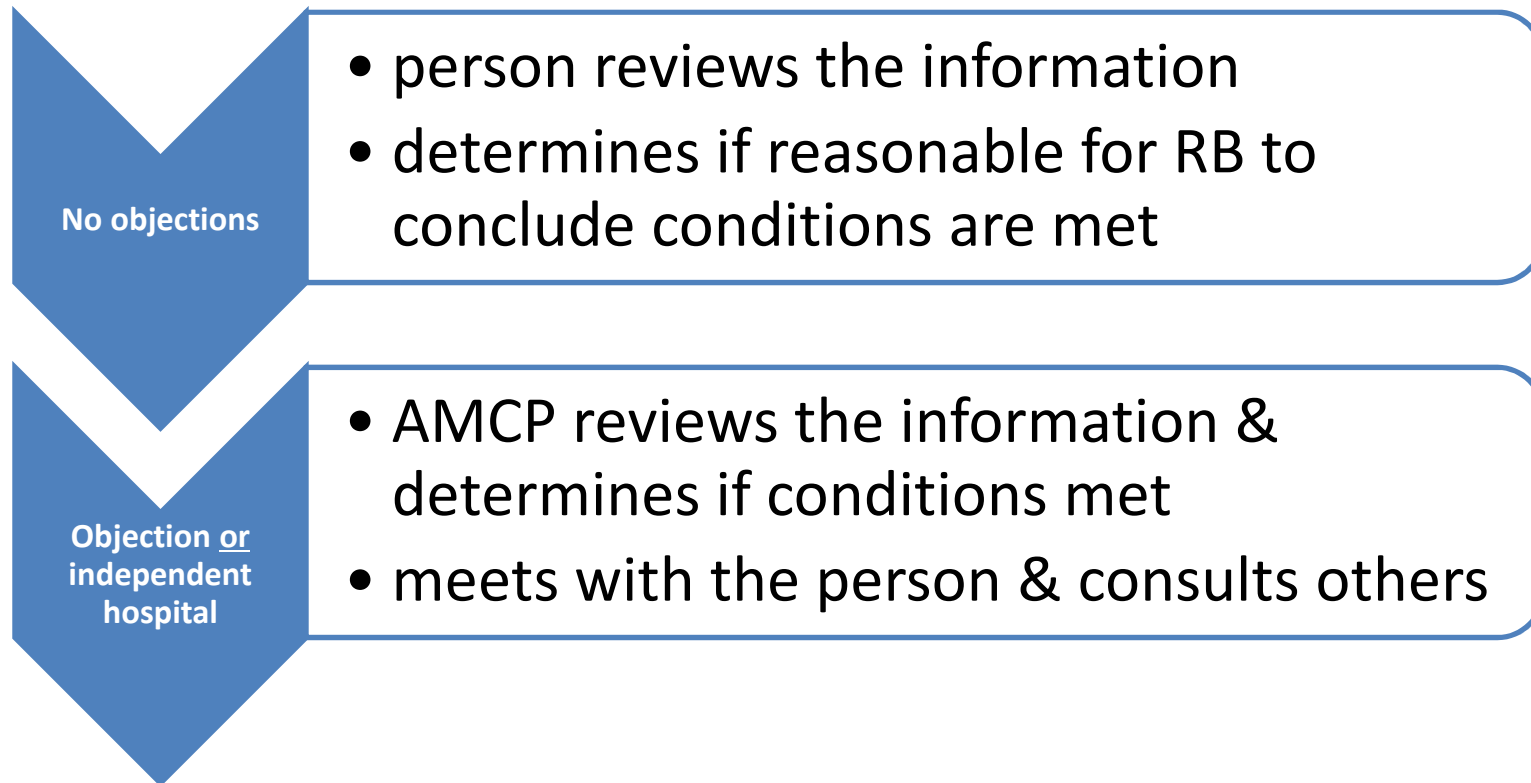 No objections
• person reviews the information
• determines if reasonable for RB to
conclude conditions are met
Objection or
independent
hospital
• AMCP reviews the information &
determines if conditions met
• meets with the person & consults others